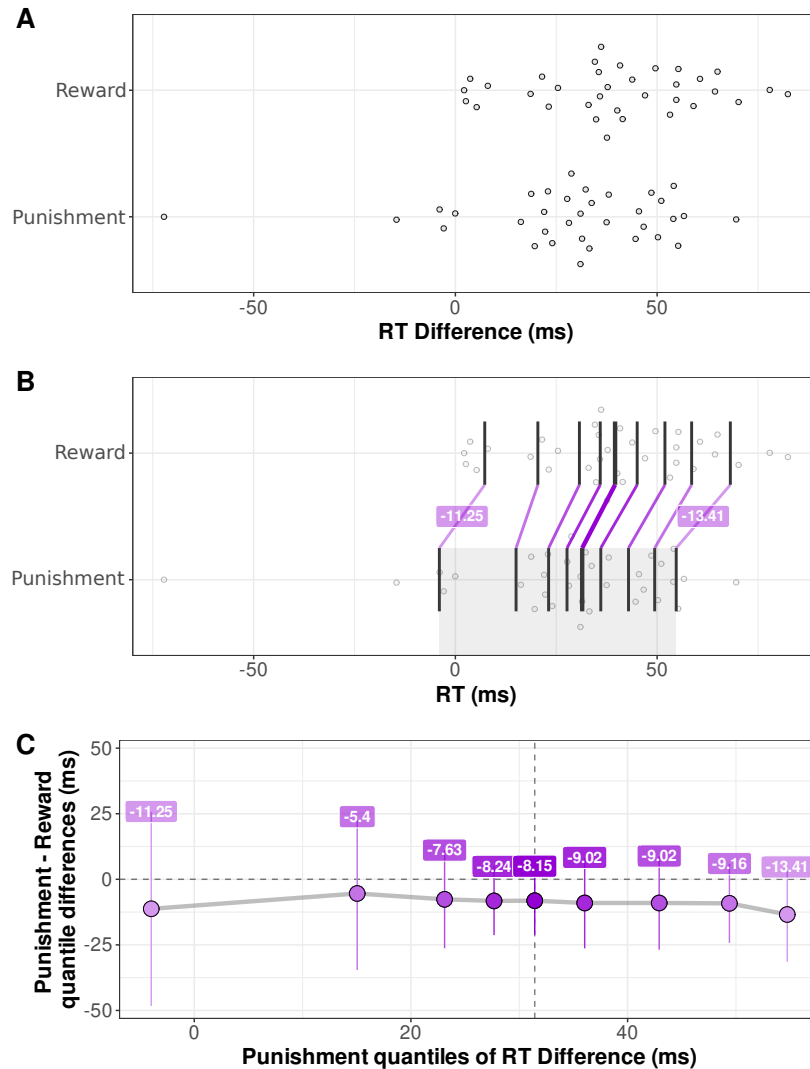 A
Reward
Punishment
-50 0 50
RT Difference (ms)
B
Reward
-11.25 -13.41
Punishment
-50 0 50
RT (ms)
C
Punishment - Reward
quantile differences (ms)
50
25
0
-25
-50
-11.25 -5.4 -7.63 -8.24 -8.15 -9.02 -9.02 -9.16 -13.41
0 20 40
Punishment quantiles of RT Difference (ms)